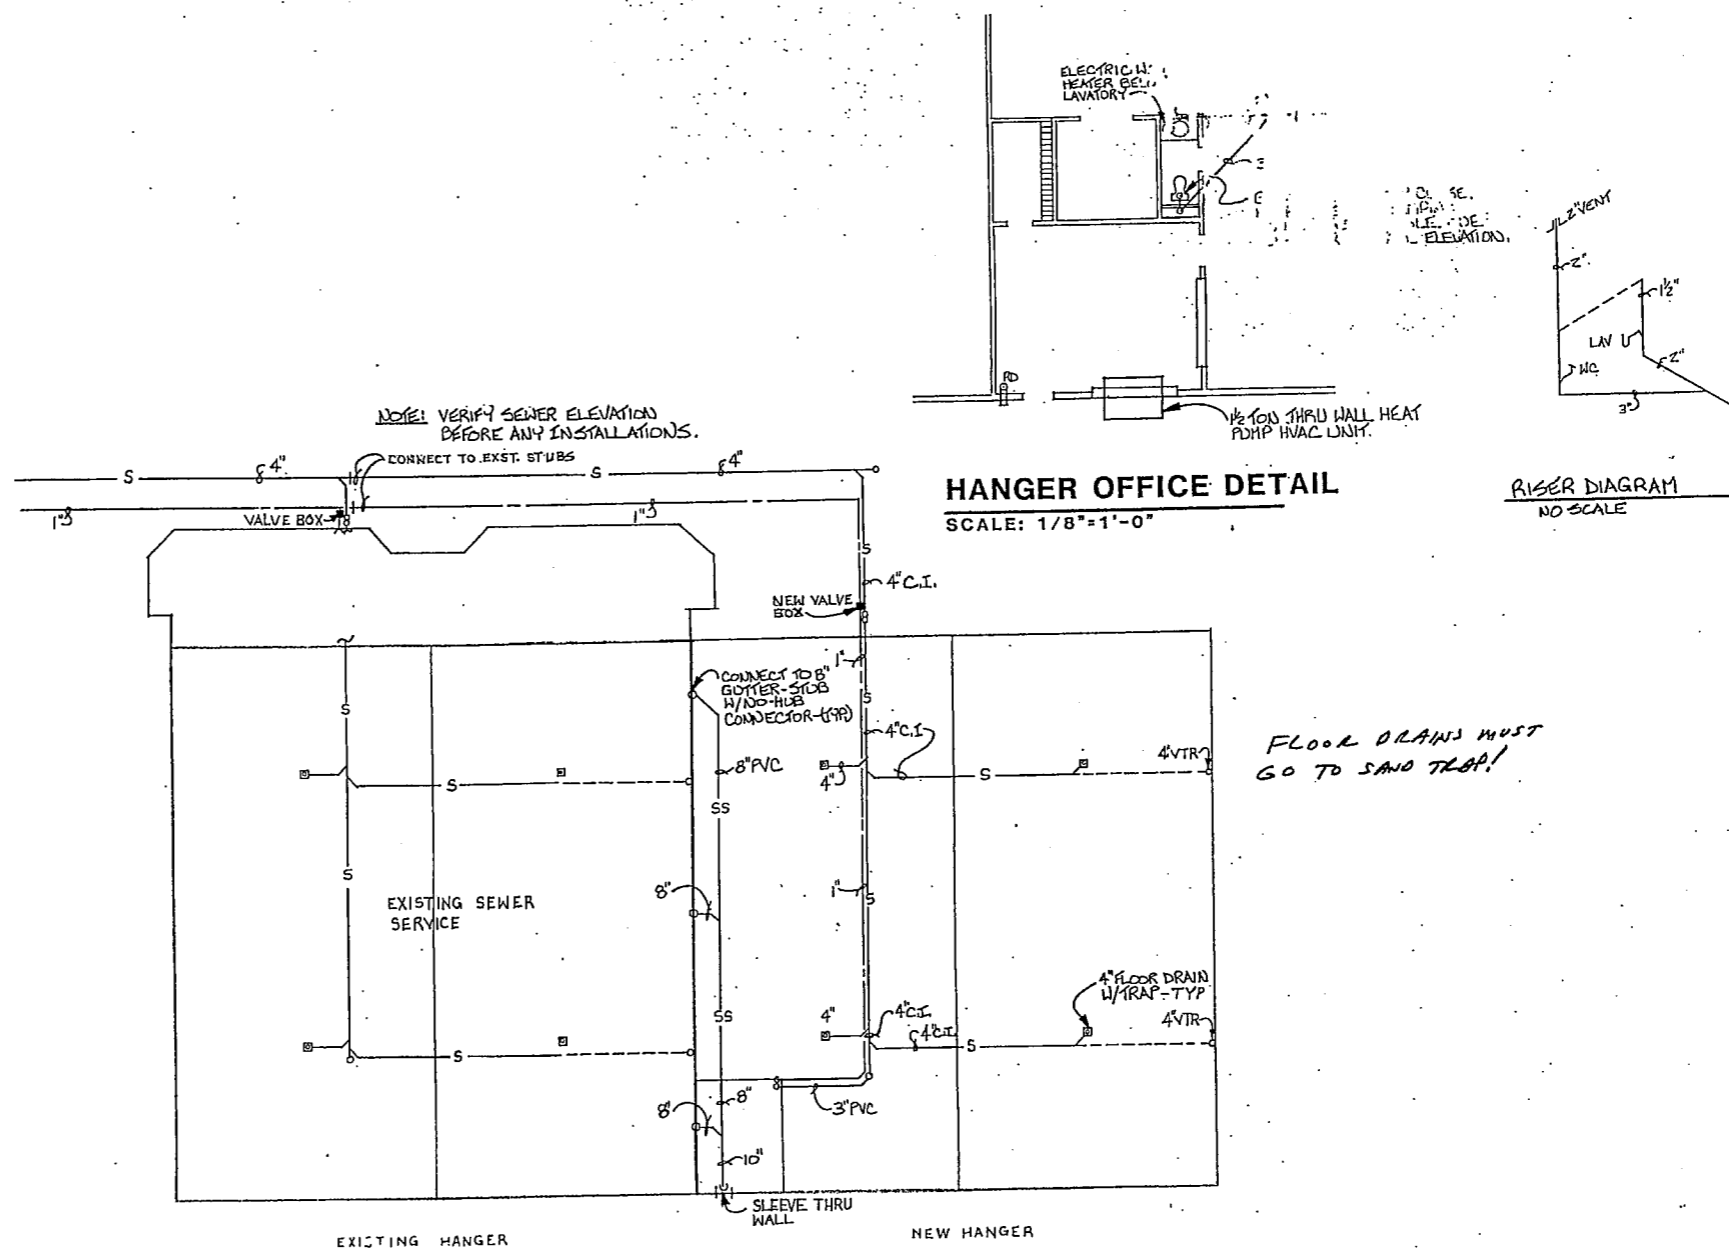 ELECTRIC W
HEATER BEL
LAVATORY
ELEVATION.
2" VENT
2"
1½"
LAV
WC
2"
3"
RISER DIAGRAM
NO SCALE
RD
1½ TON THRU WALL HEAT
PUMP HVAC UNIT.
HANGER OFFICE DETAIL
SCALE: 1/8"=1'-0"
NOTE: VERIFY SEWER ELEVATION
BEFORE ANY INSTALLATIONS.
CONNECT TO EXST. STUBS
S
4"
S
4"
1"
VALVE BOX
1"
S
4" C.I.
NEW VALVE
BOX
1"
CONNECT TO 8"
GUTTER-STUB
W/NO-HUB
CONNECTOR-(TYP)
S
S
4" C.I
8" PVC
4"
S
S
SS
4" VTR
FLOOR DRAINS MUST
GO TO SAND TRAP!
S
8"
1"
S
EXISTING SEWER
SERVICE
SS
4"
4" C.I.
4" C.I.
4" FLOOR DRAIN
W/TRAP-TYP
4" VTR
S
S
8"
8"
3" PVC
10"
SLEEVE THRU
WALL
EXISTING HANGER
NEW HANGER